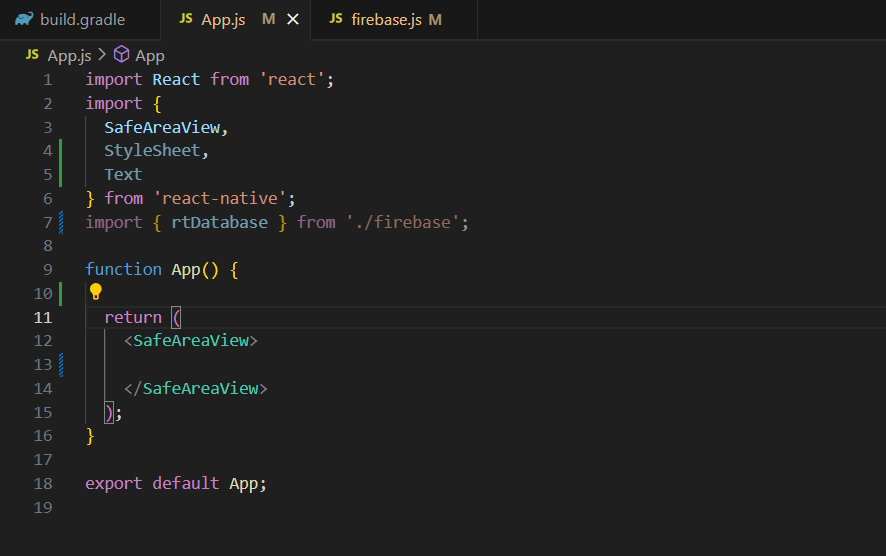 build.gradle
JS App.js M
JS firebase.js M
JS App.js > App
1 import React from 'react';
2 import {
3 SafeAreaView,
4 StyleSheet,
5 Text
6 } from 'react-native';
7 import { rtDatabase } from './firebase';
8
9 function App() {
10
11 return (
12 <SafeAreaView>
13
14 </SafeAreaView>
15 );
16 }
17
18 export default App;
19